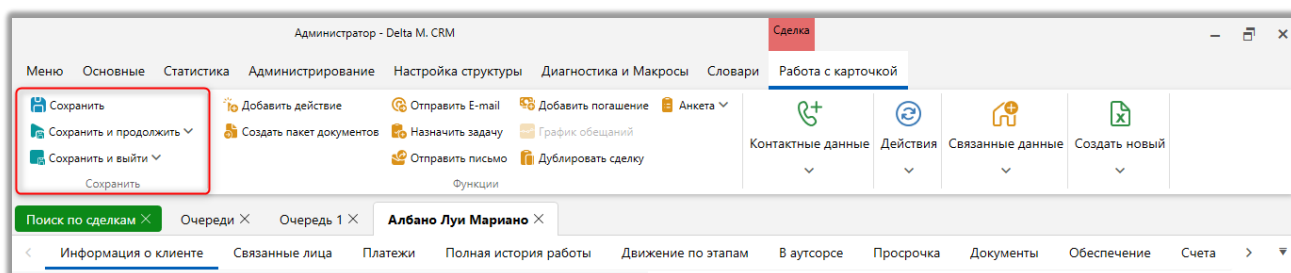 Администратор - Delta M. CRM
Сделка
Меню Основные Статистика Администрирование Настройка структуры Диагностика и Макросы Словари Работа с карточкой
Сохранить
Сохранить и продолжить
Сохранить и выйти
Сохранить
Добавить действие
Создать пакет документов
Отправить E-mail
Назначить задачу
Отправить письмо
Добавить погашение
График обещаний
Дублировать сделку
Анкета
Функции
Контактные данные
Действия
Связанные данные
Создать новый
Поиск по сделкам Очереди Очередь 1 Албано Луи Мариано
Информация о клиенте Связанные лица Платежи Полная история работы Движение по этапам В аутсорсе Просрочка Документы Обеспечение Счета